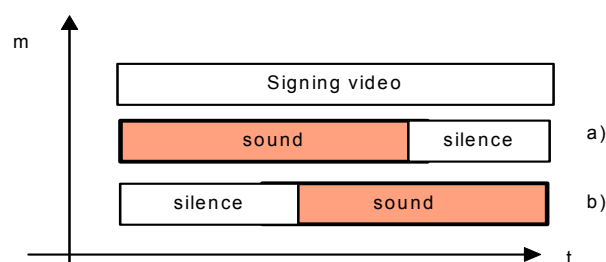 m
Signing video
sound silence a)
silence sound b)
t